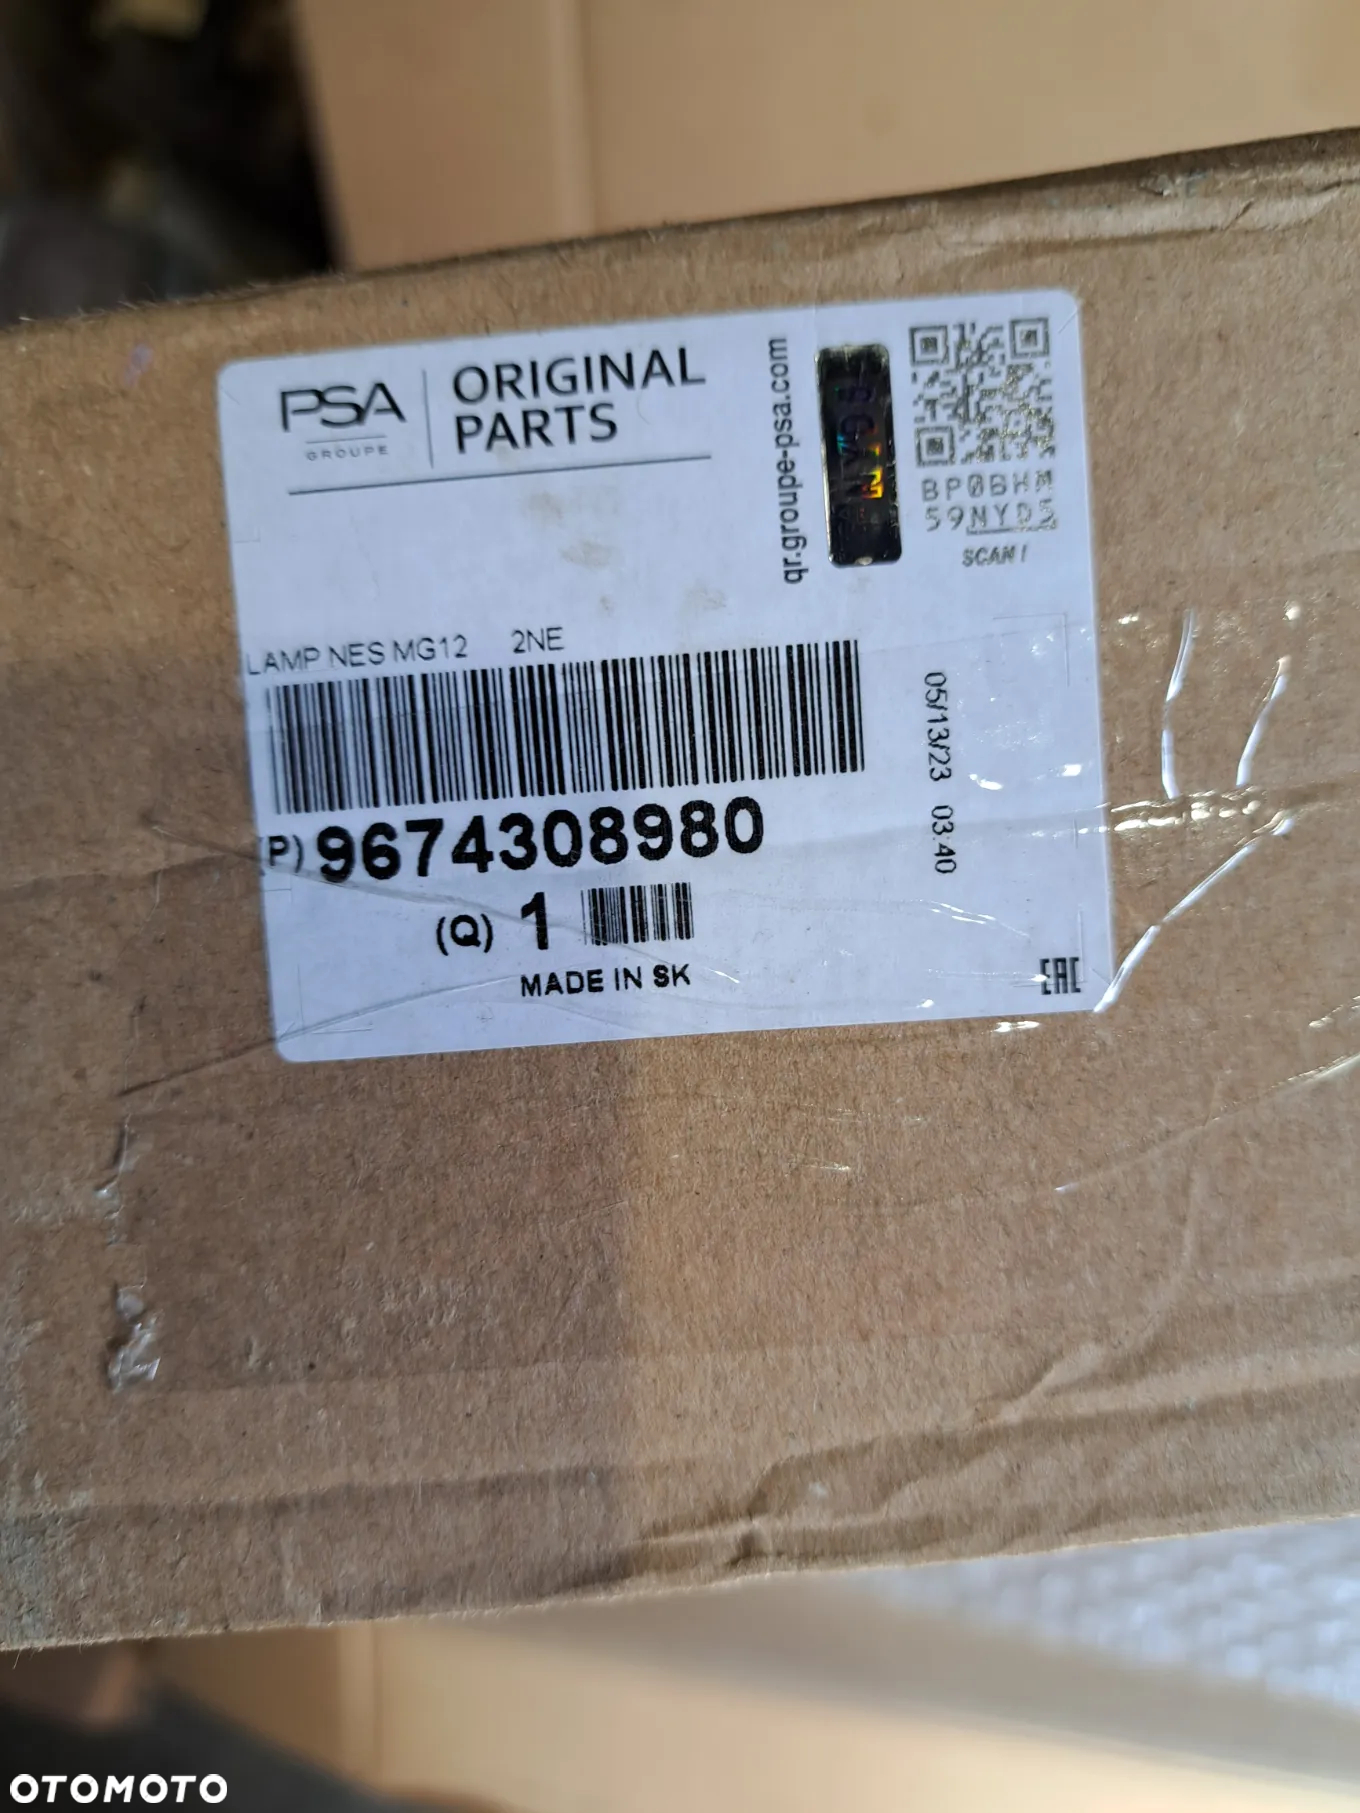 PSA
GROUPE
ORIGINAL
PARTS
qr.groupe-psa.com
BP0BHM
59NYD5
SCAN!
LAMP NES MG12 2NE
05/13/23 03:40
(P) 9674308980
(Q) 1
MADE IN SK
EAC
OTOMOTO